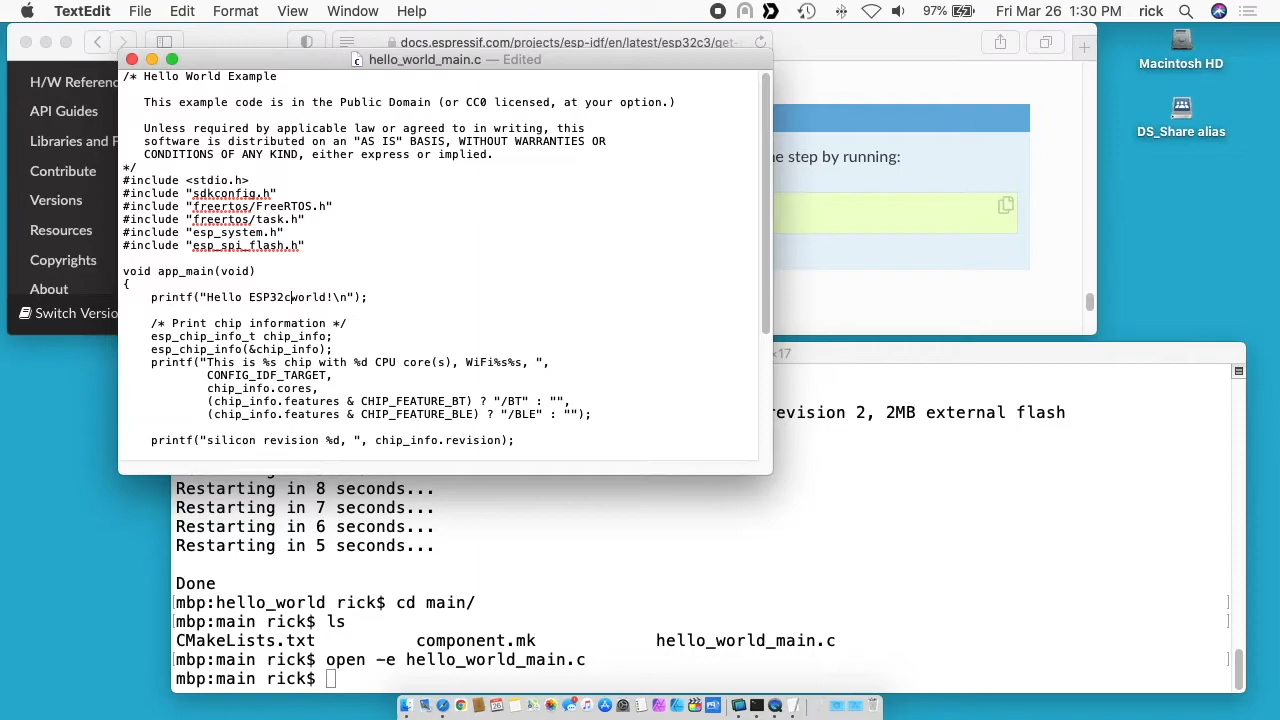 TextEdit File Edit Format View Window Help 97% Fri Mar 26 1:30 PM rick
docs.espressif.com/projects/esp-idf/en/latest/esp32c3/get-
hello_world_main.c — Edited
H/W Referenc
API Guides
Libraries and F
Contribute
Versions
Resources
Copyrights
About
Switch Versio
/* Hello World Example
This example code is in the Public Domain (or CC0 licensed, at your option.)
Unless required by applicable law or agreed to in writing, this
software is distributed on an "AS IS" BASIS, WITHOUT WARRANTIES OR
CONDITIONS OF ANY KIND, either express or implied.
*/
#include <stdio.h>
#include "sdkconfig.h"
#include "freertos/FreeRTOS.h"
#include "freertos/task.h"
#include "esp_system.h"
#include "esp_spi_flash.h"
void app_main(void)
{
printf("Hello ESP32cworld!\n");
/* Print chip information */
esp_chip_info_t chip_info;
esp_chip_info(&chip_info);
printf("This is %s chip with %d CPU core(s), WiFi%s%s, ",
CONFIG_IDF_TARGET,
chip_info.cores,
(chip_info.features & CHIP_FEATURE_BT) ? "/BT" : "",
(chip_info.features & CHIP_FEATURE_BLE) ? "/BLE" : "");
printf("silicon revision %d, ", chip_info.revision);
e step by running:
Macintosh HD
DS_Share alias
×17
revision 2, 2MB external flash
Restarting in 8 seconds...
Restarting in 7 seconds...
Restarting in 6 seconds...
Restarting in 5 seconds...
Done
[mbp:hello_world rick$ cd main/ ]
[mbp:main rick$ ls ]
CMakeLists.txt component.mk hello_world_main.c
[mbp:main rick$ open -e hello_world_main.c ]
mbp:main rick$